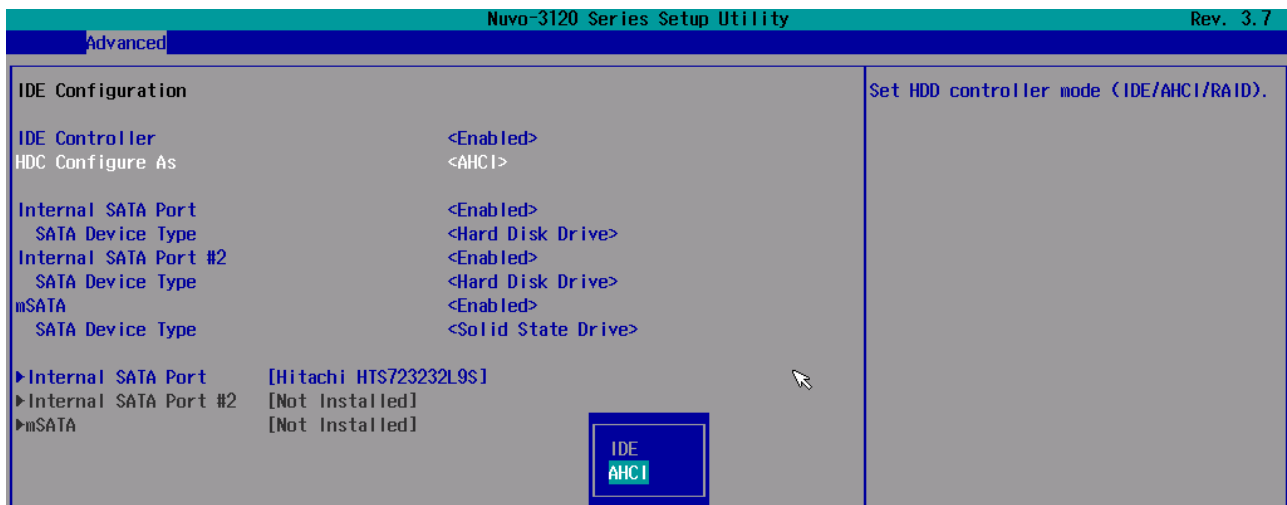 Nuvo-3120 Series Setup Utility Rev. 3.7
Advanced
IDE Configuration
Set HDD controller mode (IDE/AHCI/RAID).
IDE Controller <Enabled>
HDC Configure As <AHCI>
Internal SATA Port <Enabled>
SATA Device Type <Hard Disk Drive>
Internal SATA Port #2 <Enabled>
SATA Device Type <Hard Disk Drive>
mSATA <Enabled>
SATA Device Type <Solid State Drive>
▶Internal SATA Port [Hitachi HTS723232L9S]
▶Internal SATA Port #2 [Not Installed]
▶mSATA [Not Installed]
IDE
AHCI